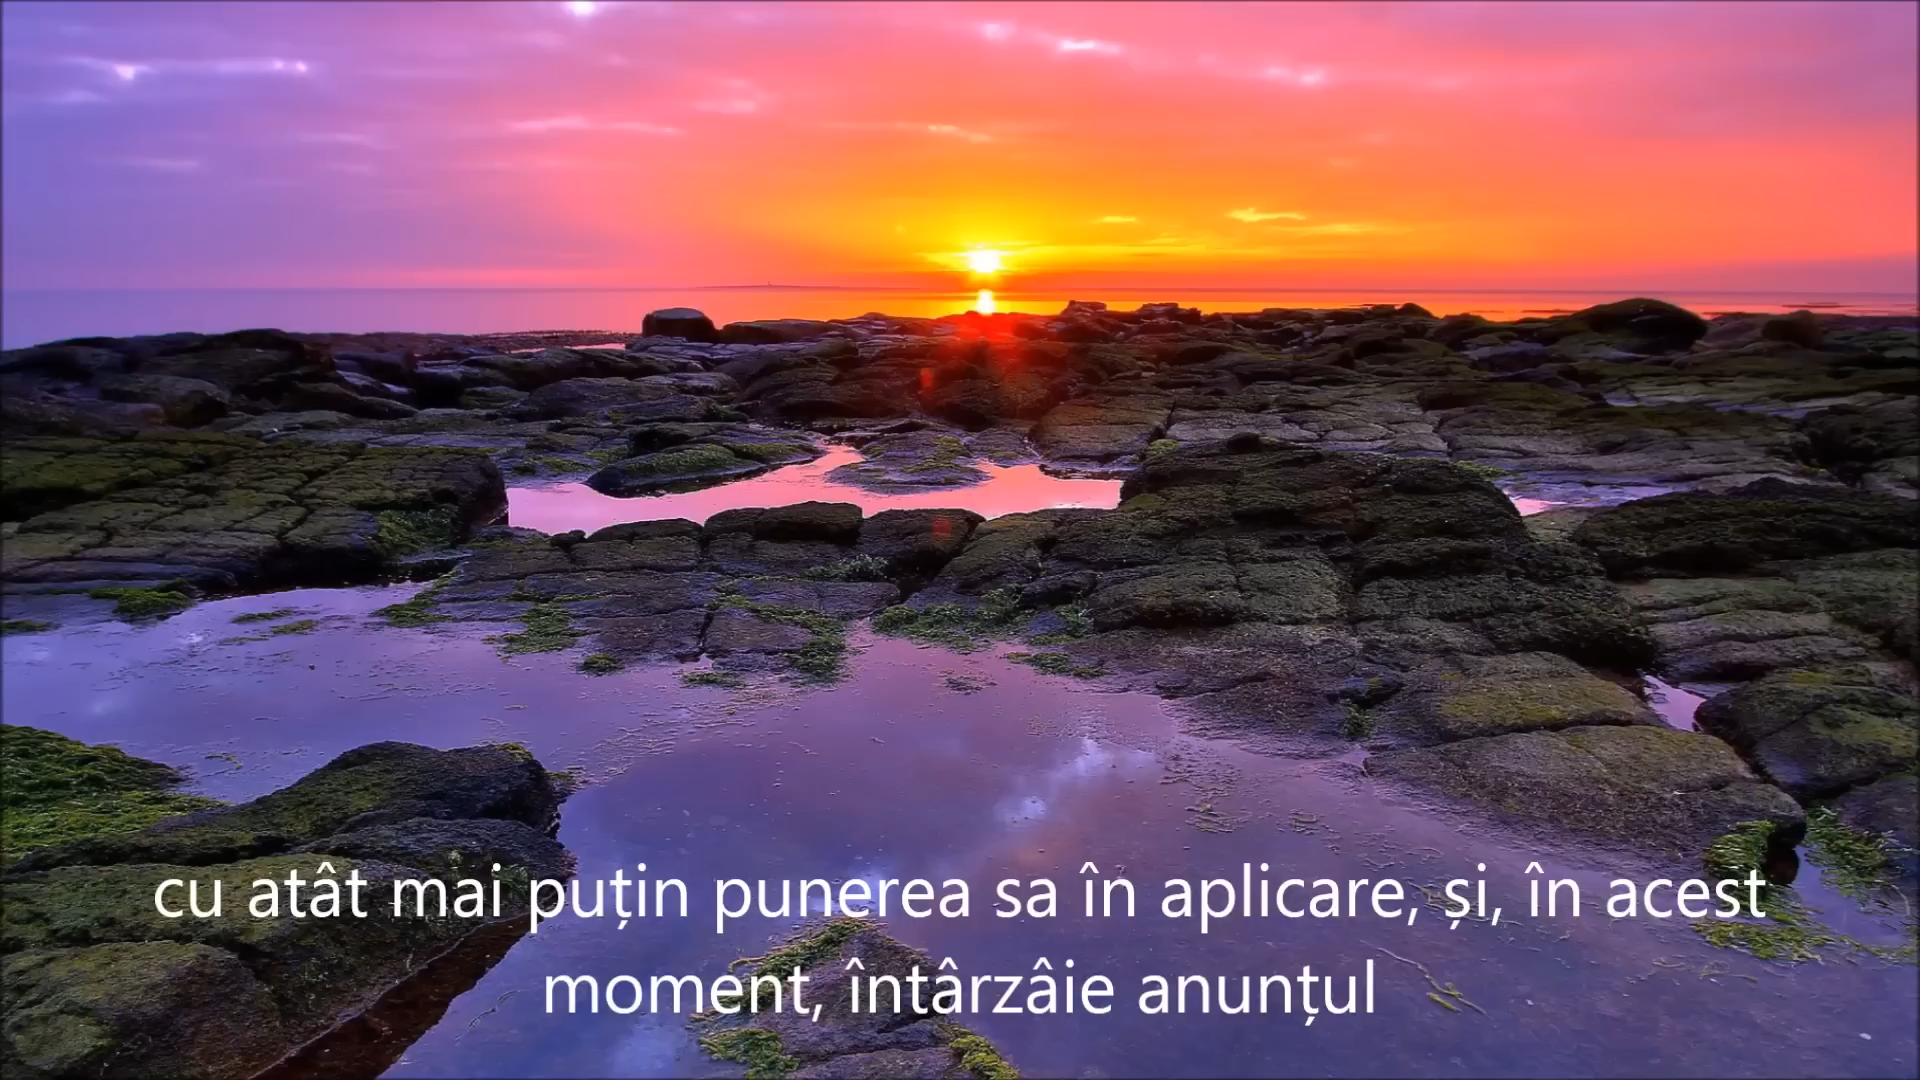 cu atât mai puțin punerea sa în aplicare, și, în acest
moment, întârzâie anunțul